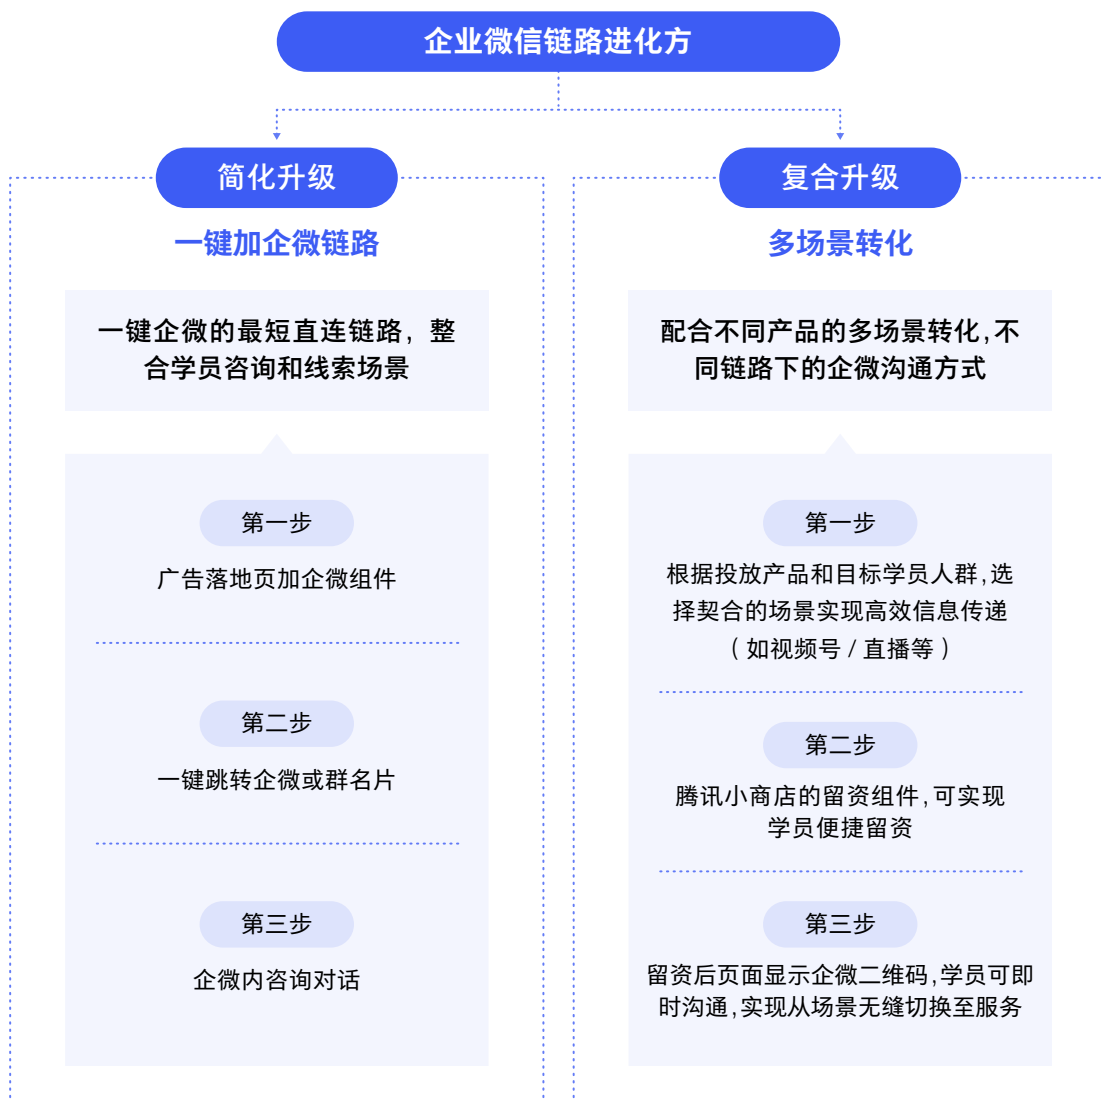 企业微信链路进化方
简化升级
一键加企微链路
一键企微的最短直连链路，整
合学员咨询和线索场景
第一步
广告落地页加企微组件
第二步
一键跳转企微或群名片
第三步
企微内咨询对话
复合升级
多场景转化
配合不同产品的多场景转化,不
同链路下的企微沟通方式
第一步
根据投放产品和目标学员人群,选
择契合的场景实现高效信息传递
（如视频号 / 直播等）
第二步
腾讯小商店的留资组件,可实现
学员便捷留资
第三步
留资后页面显示企微二维码,学员可即
时沟通,实现从场景无缝切换至服务